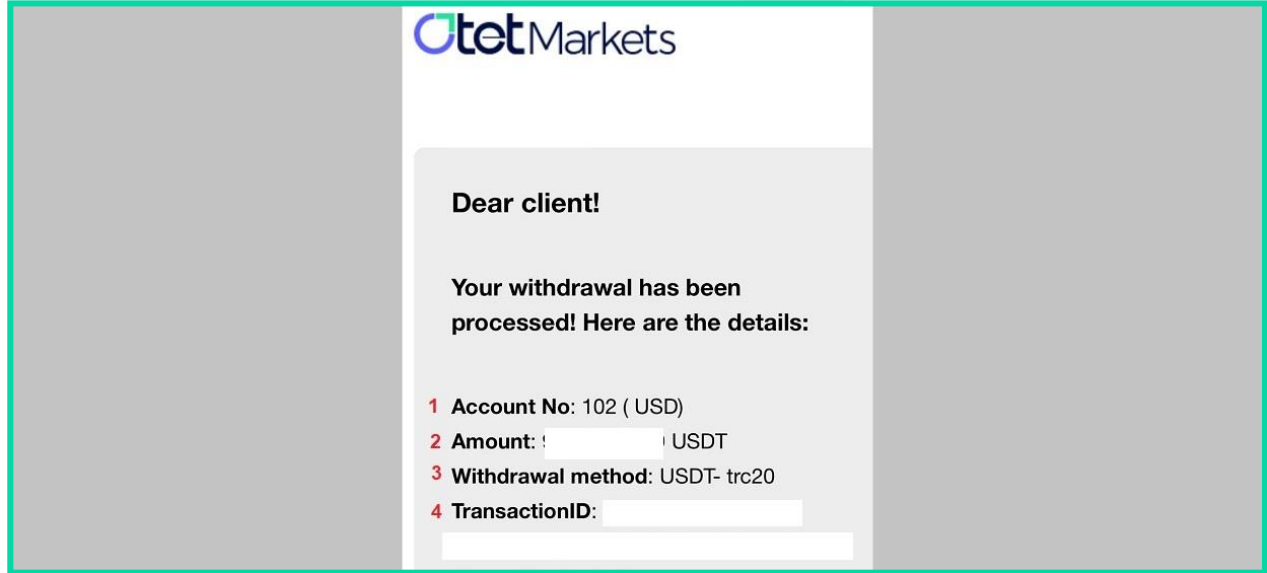 OtetMarkets
Dear client!
Your withdrawal has been
processed! Here are the details:
1 Account No: 102 ( USD)
2 Amount: USDT
3 Withdrawal method: USDT- trc20
4 TransactionID: